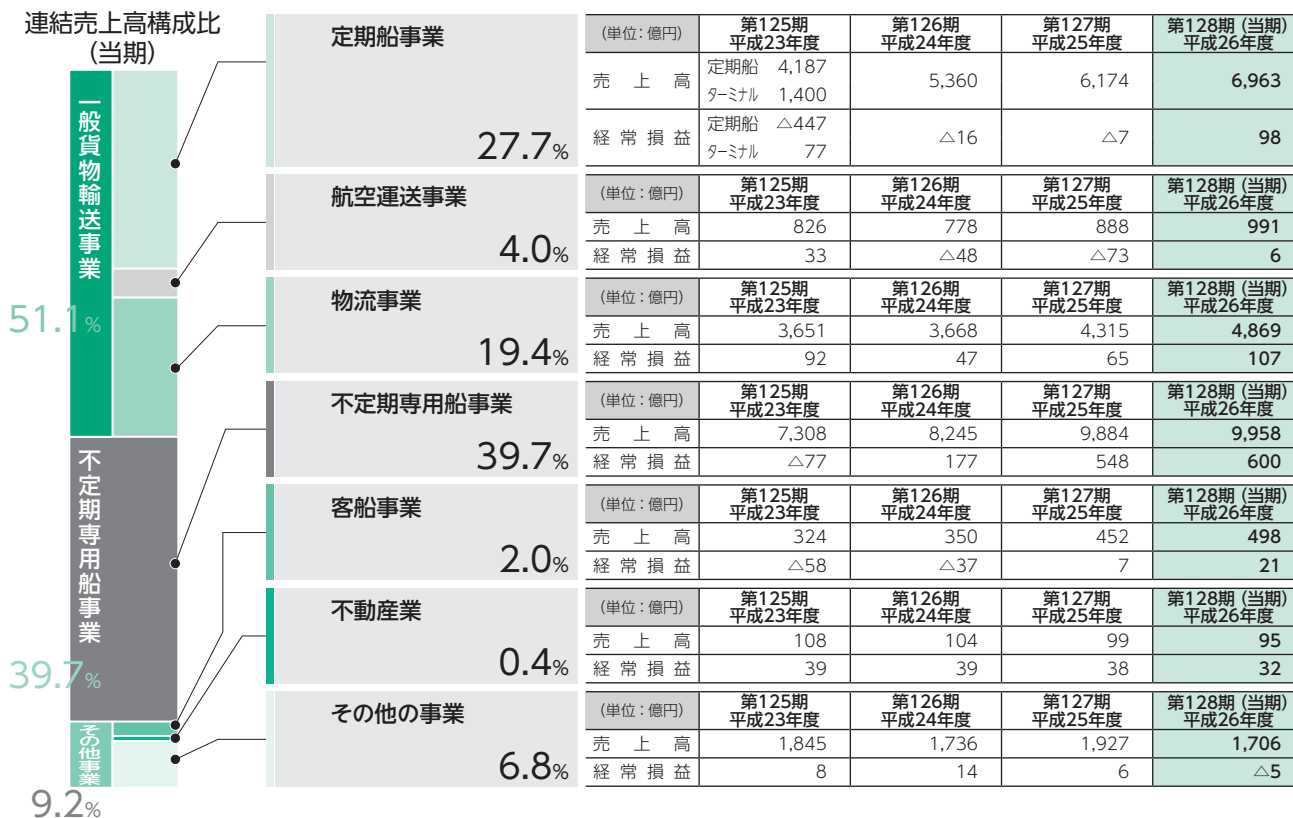 連結売上高構成比
(当期)
一般貨物輸送事業
51.1%
不定期専用船事業
39.7%
その他事業
9.2%
定期船事業
27.7%
(単位:億円) 第125期 平成23年度 第126期 平成24年度 第127期 平成25年度 第128期(当期) 平成26年度
売上高 定期船 4,187 ターミナル 1,400 5,360 6,174 6,963
経常損益 定期船 △447 ターミナル 77 △16 △7 98
航空運送事業
4.0%
(単位:億円) 第125期 平成23年度 第126期 平成24年度 第127期 平成25年度 第128期(当期) 平成26年度
売上高 826 778 888 991
経常損益 33 △48 △73 6
物流事業
19.4%
(単位:億円) 第125期 平成23年度 第126期 平成24年度 第127期 平成25年度 第128期(当期) 平成26年度
売上高 3,651 3,668 4,315 4,869
経常損益 92 47 65 107
不定期専用船事業
39.7%
(単位:億円) 第125期 平成23年度 第126期 平成24年度 第127期 平成25年度 第128期(当期) 平成26年度
売上高 7,308 8,245 9,884 9,958
経常損益 △77 177 548 600
客船事業
2.0%
(単位:億円) 第125期 平成23年度 第126期 平成24年度 第127期 平成25年度 第128期(当期) 平成26年度
売上高 324 350 452 498
経常損益 △58 △37 7 21
不動産業
0.4%
(単位:億円) 第125期 平成23年度 第126期 平成24年度 第127期 平成25年度 第128期(当期) 平成26年度
売上高 108 104 99 95
経常損益 39 39 38 32
その他の事業
6.8%
(単位:億円) 第125期 平成23年度 第126期 平成24年度 第127期 平成25年度 第128期(当期) 平成26年度
売上高 1,845 1,736 1,927 1,706
経常損益 8 14 6 △5